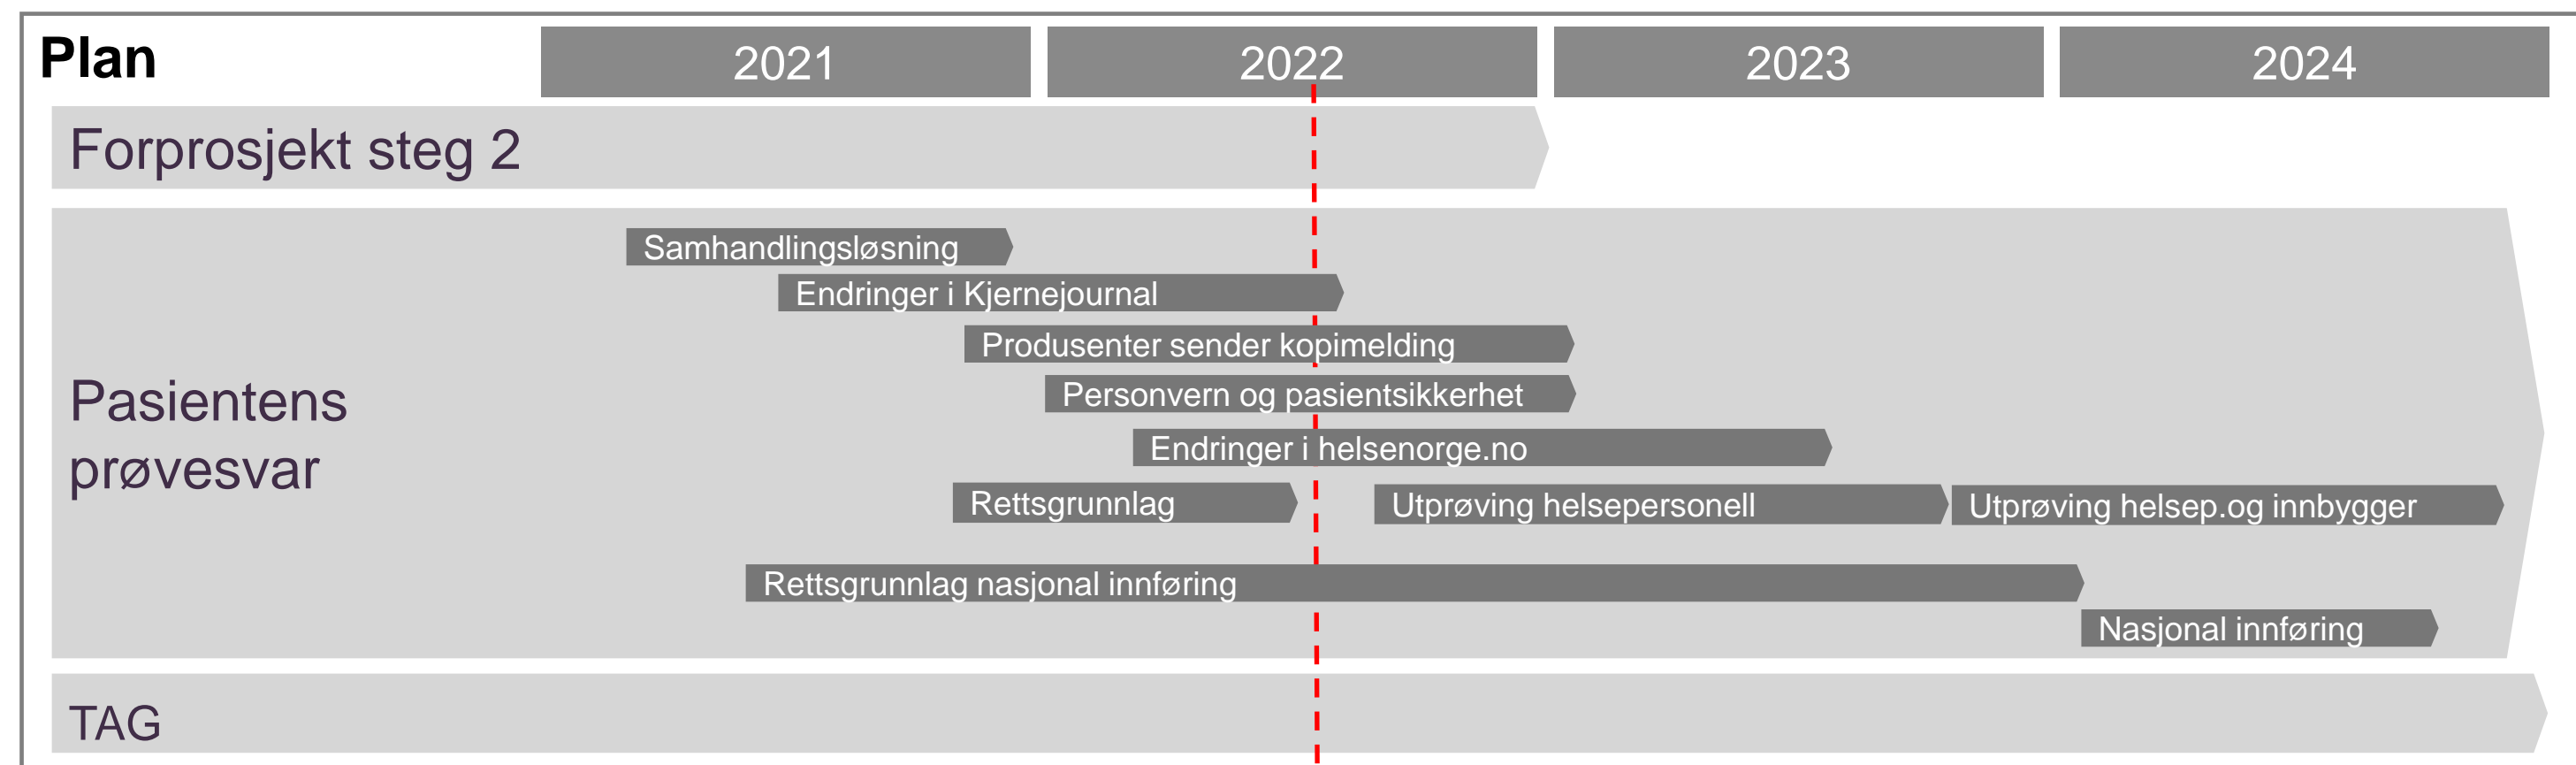 Plan
2021
2022
2023
2024
Forprosjekt steg 2
Pasientens
prøvesvar
Samhandlingsløsning
Endringer i Kjernejournal
Produsenter sender kopimelding
Personvern og pasientsikkerhet
Endringer i helsenorge.no
Rettsgrunnlag
Utprøving helsepersonell
Utprøving helsep.og innbygger
Rettsgrunnlag nasjonal innføring
Nasjonal innføring
TAG